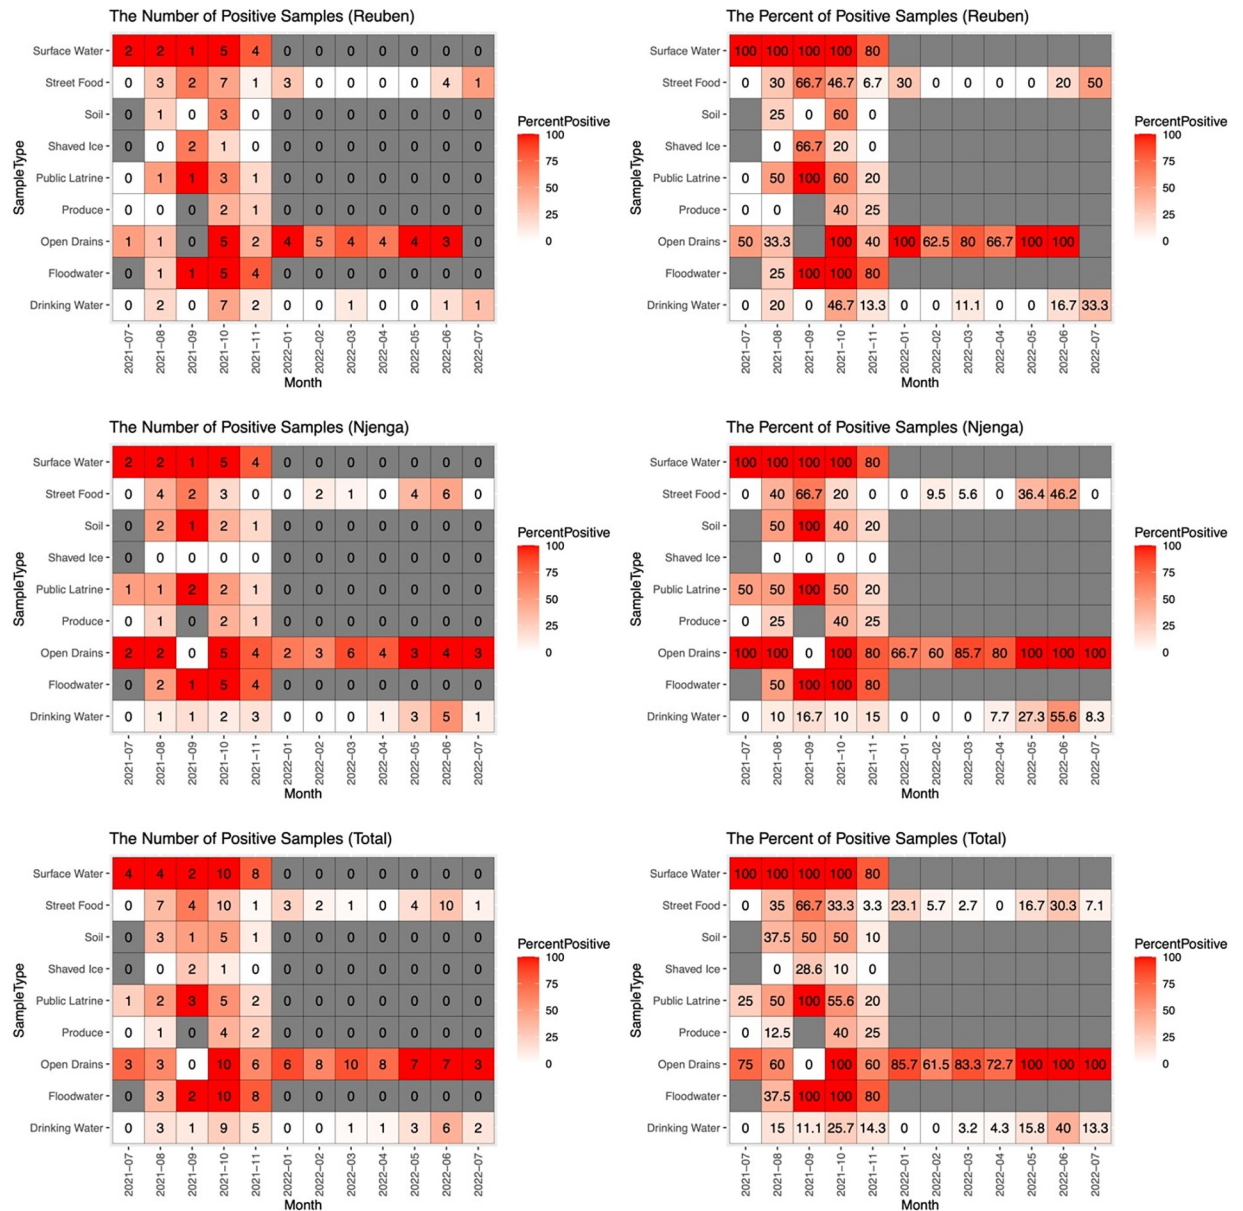 The Number of Positive Samples (Reuben)
Surface Water 2 2 1 5 4 0 0 0 0 0 0 0
Street Food 0 3 2 7 1 3 0 0 0 0 4 1
Soil 0 1 0 3 0 0 0 0 0 0 0 0
Shaved Ice 0 0 2 1 0 0 0 0 0 0 0 0
Public Latrine 0 1 1 3 1 0 0 0 0 0 0 0
Produce 0 0 0 2 1 0 0 0 0 0 0 0
Open Drains 1 1 0 5 2 4 5 4 4 5 3 0
Floodwater 0 1 1 5 4 0 0 0 0 0 0 0
Drinking Water 0 2 0 7 2 0 0 1 0 0 1 1
SampleType
2021-07 2021-08 2021-09 2021-10 2021-11 2022-01 2022-02 2022-03 2022-04 2022-05 2022-06 2022-07
Month
PercentPositive
100
75
50
25
0
The Percent of Positive Samples (Reuben)
Surface Water 100 100 100 100 80
Street Food 0 30 66.7 46.7 6.7 30 0 0 0 0 20 50
Soil 25 0 60 0
Shaved Ice 0 66.7 20 0
Public Latrine 0 50 100 60 20
Produce 0 0 40 25
Open Drains 50 33.3 100 40 100 62.5 80 66.7 100 100
Floodwater 25 100 100 80
Drinking Water 0 20 0 46.7 13.3 0 0 11.1 0 0 16.7 33.3
SampleType
2021-07 2021-08 2021-09 2021-10 2021-11 2022-01 2022-02 2022-03 2022-04 2022-05 2022-06 2022-07
Month
PercentPositive
100
75
50
25
0
The Number of Positive Samples (Njenga)
Surface Water 2 2 1 5 4 0 0 0 0 0 0 0
Street Food 0 4 2 3 0 0 2 1 0 4 6 0
Soil 0 2 1 2 1 0 0 0 0 0 0 0
Shaved Ice 0 0 0 0 0 0 0 0 0 0 0 0
Public Latrine 1 1 2 2 1 0 0 0 0 0 0 0
Produce 0 1 0 2 1 0 0 0 0 0 0 0
Open Drains 2 2 0 5 4 2 3 6 4 3 4 3
Floodwater 0 2 1 5 4 0 0 0 0 0 0 0
Drinking Water 0 1 1 2 3 0 0 0 1 3 5 1
SampleType
2021-07 2021-08 2021-09 2021-10 2021-11 2022-01 2022-02 2022-03 2022-04 2022-05 2022-06 2022-07
Month
PercentPositive
100
75
50
25
0
The Percent of Positive Samples (Njenga)
Surface Water 100 100 100 100 80
Street Food 0 40 66.7 20 0 0 9.5 5.6 0 36.4 46.2 0
Soil 50 100 40 20
Shaved Ice 0 0 0 0
Public Latrine 50 50 100 50 20
Produce 0 25 40 25
Open Drains 100 100 0 100 80 66.7 60 85.7 80 100 100 100
Floodwater 50 100 100 80
Drinking Water 0 10 16.7 10 15 0 0 0 7.7 27.3 55.6 8.3
SampleType
2021-07 2021-08 2021-09 2021-10 2021-11 2022-01 2022-02 2022-03 2022-04 2022-05 2022-06 2022-07
Month
PercentPositive
100
75
50
25
0
The Number of Positive Samples (Total)
Surface Water 4 4 2 10 8 0 0 0 0 0 0 0
Street Food 0 7 4 10 1 3 2 1 0 4 10 1
Soil 0 3 1 5 1 0 0 0 0 0 0 0
Shaved Ice 0 0 2 1 0 0 0 0 0 0 0 0
Public Latrine 1 2 3 5 2 0 0 0 0 0 0 0
Produce 0 1 0 4 2 0 0 0 0 0 0 0
Open Drains 3 3 0 10 6 6 8 10 8 7 7 3
Floodwater 0 3 2 10 8 0 0 0 0 0 0 0
Drinking Water 0 3 1 9 5 0 0 1 1 3 6 2
SampleType
2021-07 2021-08 2021-09 2021-10 2021-11 2022-01 2022-02 2022-03 2022-04 2022-05 2022-06 2022-07
Month
PercentPositive
100
75
50
25
0
The Percent of Positive Samples (Total)
Surface Water 100 100 100 100 80
Street Food 0 35 66.7 33.3 3.3 23.1 5.7 2.7 0 16.7 30.3 7.1
Soil 37.5 50 50 10
Shaved Ice 0 28.6 10 0
Public Latrine 25 50 100 55.6 20
Produce 0 12.5 40 25
Open Drains 75 60 0 100 60 85.7 61.5 83.3 72.7 100 100 100
Floodwater 37.5 100 100 80
Drinking Water 0 15 11.1 25.7 14.3 0 0 3.2 4.3 15.8 40 13.3
SampleType
2021-07 2021-08 2021-09 2021-10 2021-11 2022-01 2022-02 2022-03 2022-04 2022-05 2022-06 2022-07
Month
PercentPositive
100
75
50
25
0